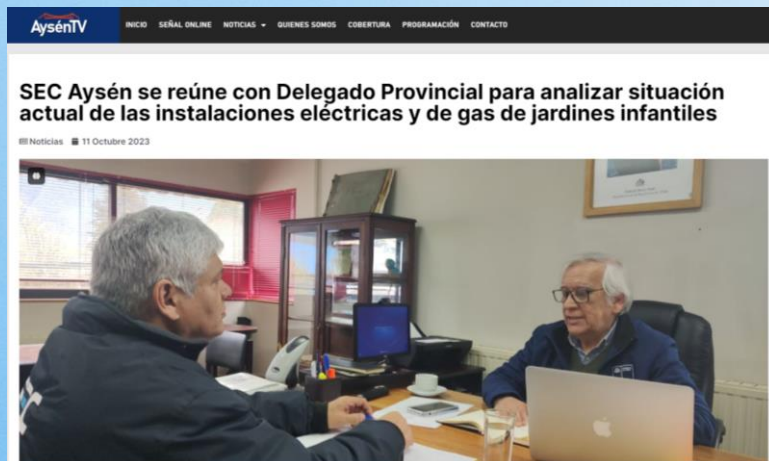 AysénTV
INICIO SEÑAL ONLINE NOTICIAS QUIENES SOMOS COBERTURA PROGRAMACIÓN CONTACTO
SEC Aysén se reúne con Delegado Provincial para analizar situación
actual de las instalaciones eléctricas y de gas de jardines infantiles
Noticias 11 Octubre 2023